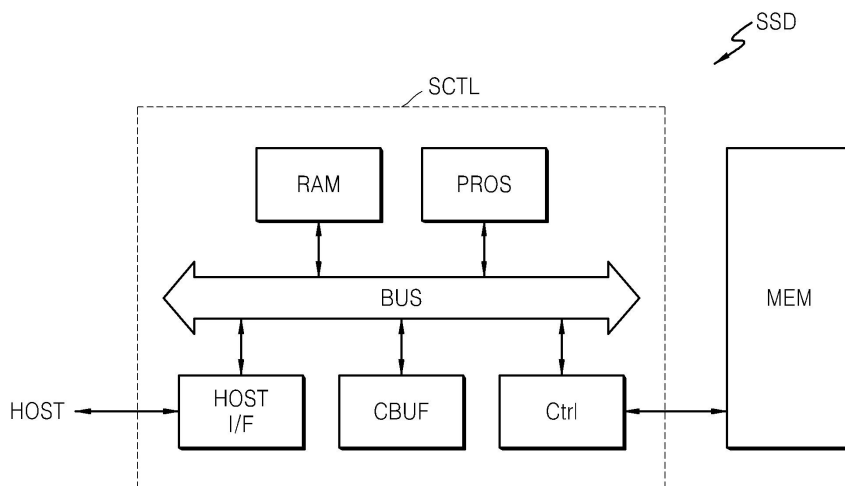 SSD
SCTL
RAM
PROS
BUS
MEM
HOST
HOST
I/F
CBUF
Ctrl